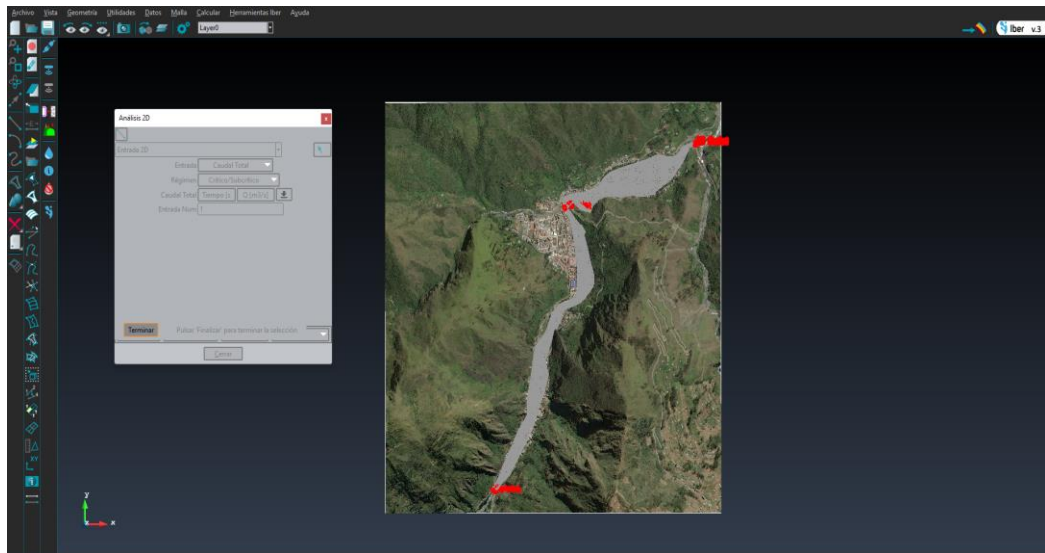 Archivo Vista Geometría Utilidades Datos Malla Calcular Herramientas Iber Ayuda
Layer0
Iber v.3
Análisis 2D
Entrada 2D
Entrada Caudal Total
Régimen Crítico/Subcrítico
Caudal Total Tiempo [s Q [m3/s]
Entrada Num 1
Terminar Pulsar 'Finalizar' para terminar la selección
Cerrar
y
x